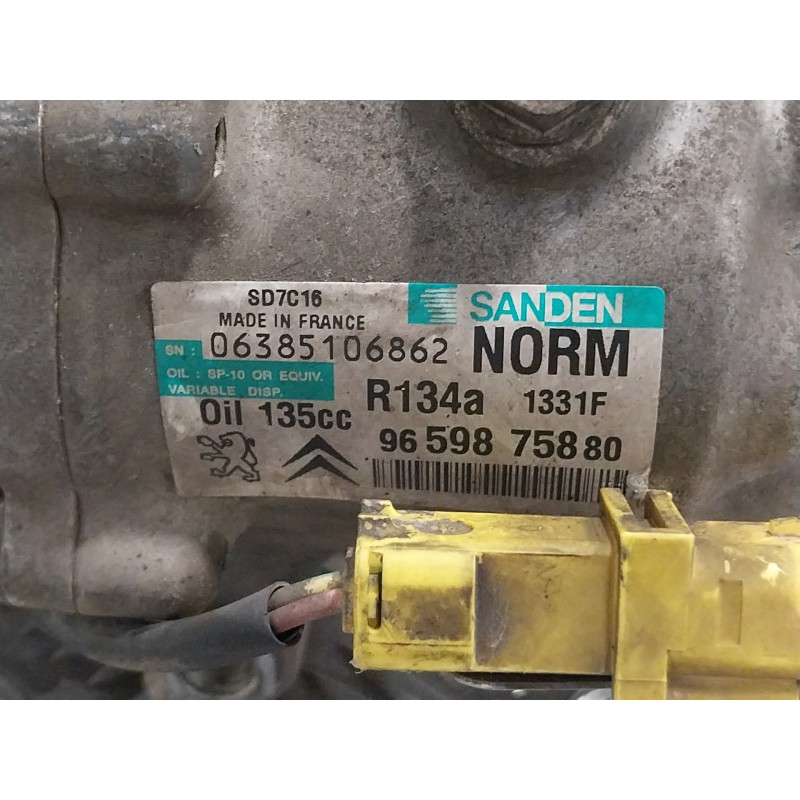 SD7C16
SANDEN
MADE IN FRANCE
SN : 06385106862
NORM
OIL : SP-10 OR EQUIV.
VARIABLE DISP.
Oil 135cc
R134a 1331F
96 598 758 80